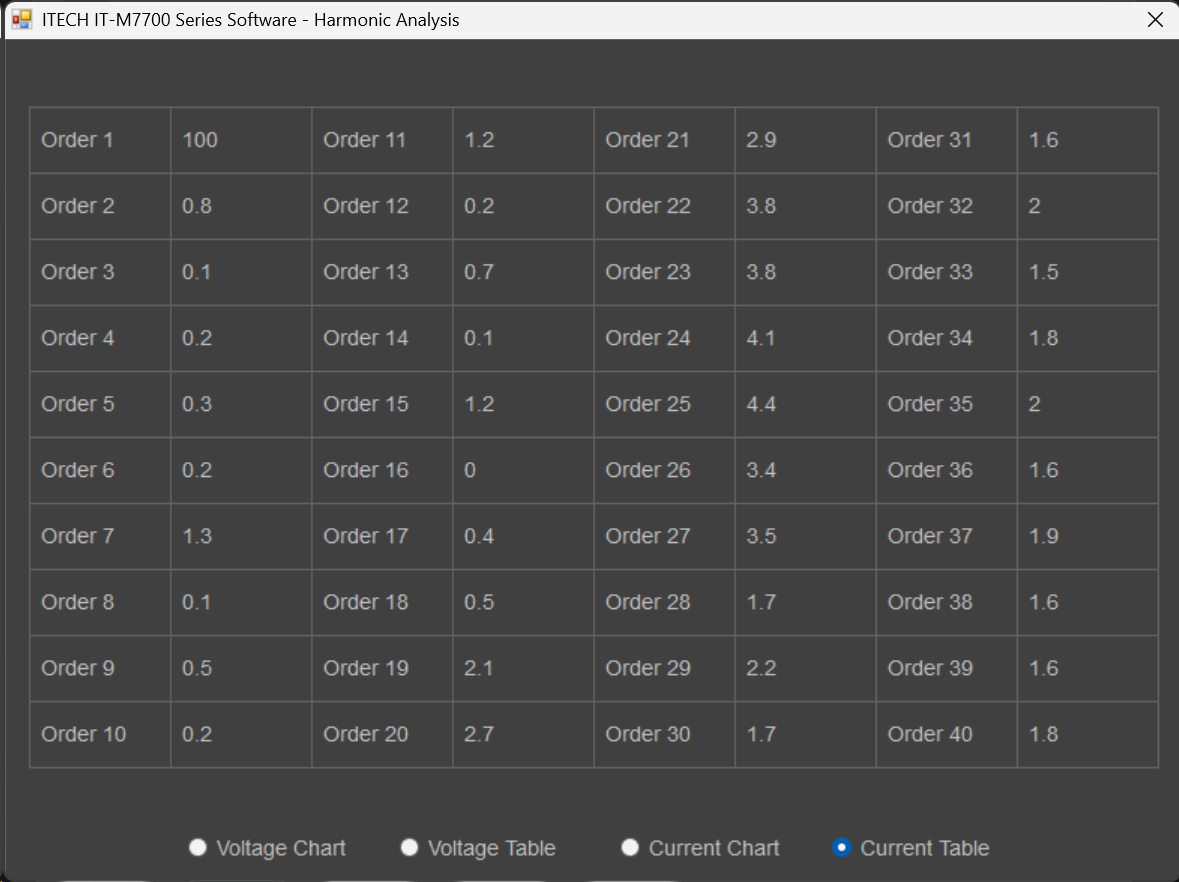 ITECH IT-M7700 Series Software - Harmonic Analysis
Order 1 100 Order 11 1.2 Order 21 2.9 Order 31 1.6
Order 2 0.8 Order 12 0.2 Order 22 3.8 Order 32 2
Order 3 0.1 Order 13 0.7 Order 23 3.8 Order 33 1.5
Order 4 0.2 Order 14 0.1 Order 24 4.1 Order 34 1.8
Order 5 0.3 Order 15 1.2 Order 25 4.4 Order 35 2
Order 6 0.2 Order 16 0 Order 26 3.4 Order 36 1.6
Order 7 1.3 Order 17 0.4 Order 27 3.5 Order 37 1.9
Order 8 0.1 Order 18 0.5 Order 28 1.7 Order 38 1.6
Order 9 0.5 Order 19 2.1 Order 29 2.2 Order 39 1.6
Order 10 0.2 Order 20 2.7 Order 30 1.7 Order 40 1.8
Voltage Chart Voltage Table Current Chart Current Table